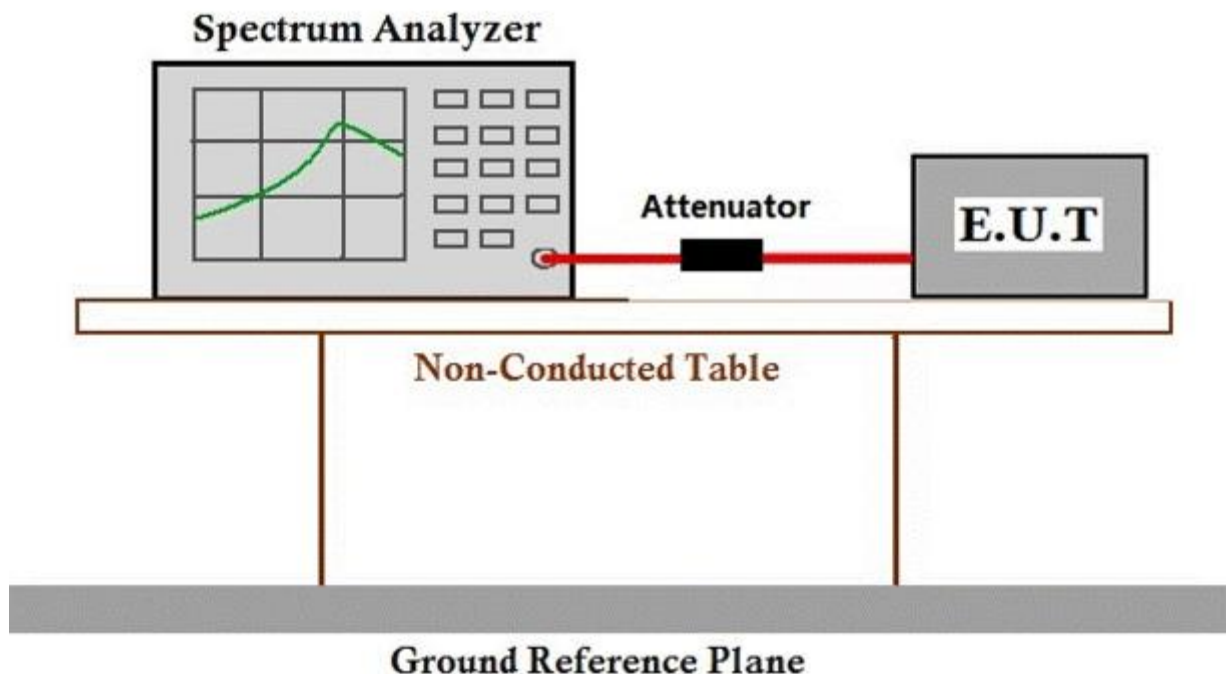 Spectrum Analyzer
Attenuator
E.U.T
Non-Conducted Table
Ground Reference Plane